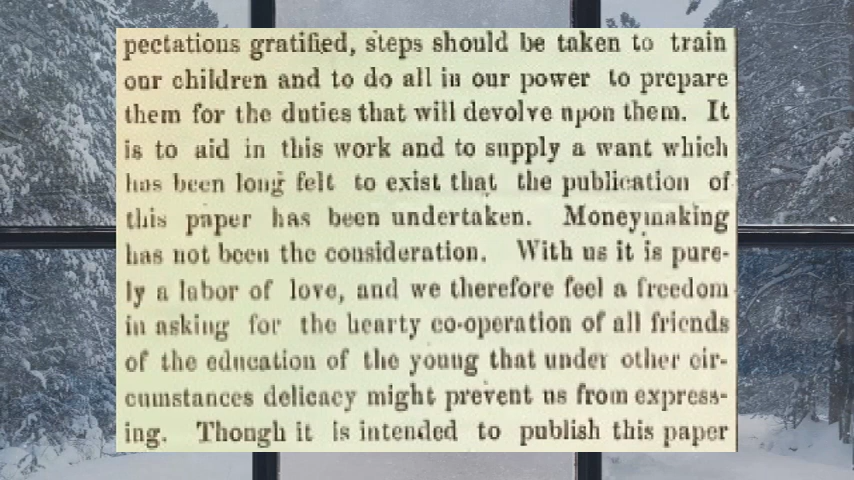 pectations gratified, steps should be taken to train
our children and to do all in our power to prepare
them for the duties that will devolve upon them. It
is to aid in this work and to supply a want which
has been long felt to exist that the publication of
this paper has been undertaken. Moneymaking
has not been the consideration. With us it is pure-
ly a labor of love, and we therefore feel a freedom
in asking for the hearty co-operation of all friends
of the education of the young that under other cir-
cumstances delicacy might prevent us from express-
ing. Though it is intended to publish this paper